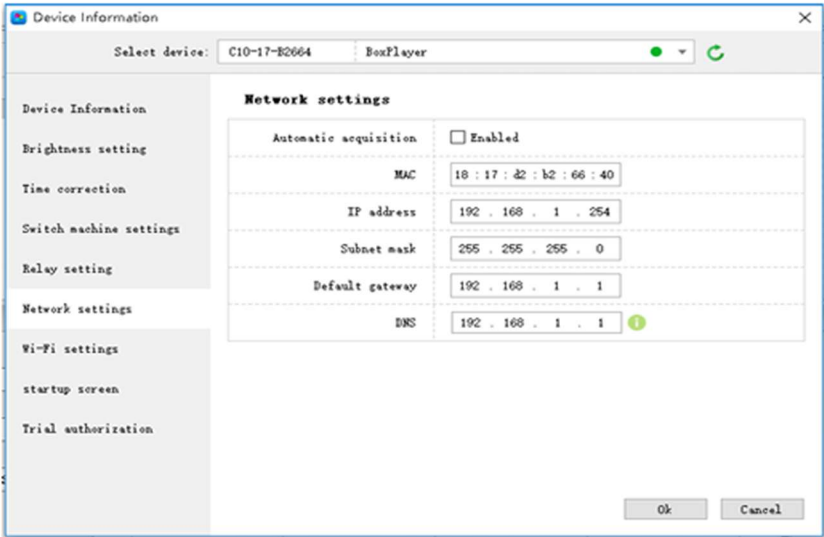 Device Information
Select device: C10-17-B2664 BoxPlayer
Device Information
Brightness setting
Time correction
Switch machine settings
Relay setting
Network settings
Wi-Fi settings
startup screen
Trial authorization
Network settings
Automatic acquisition Enabled
MAC 18 : 17 : d2 : b2 : 66 : 40
IP address 192 . 168 . 1 . 254
Subnet mask 255 . 255 . 255 . 0
Default gateway 192 . 168 . 1 . 1
DNS 192 . 168 . 1 . 1
Ok Cancel